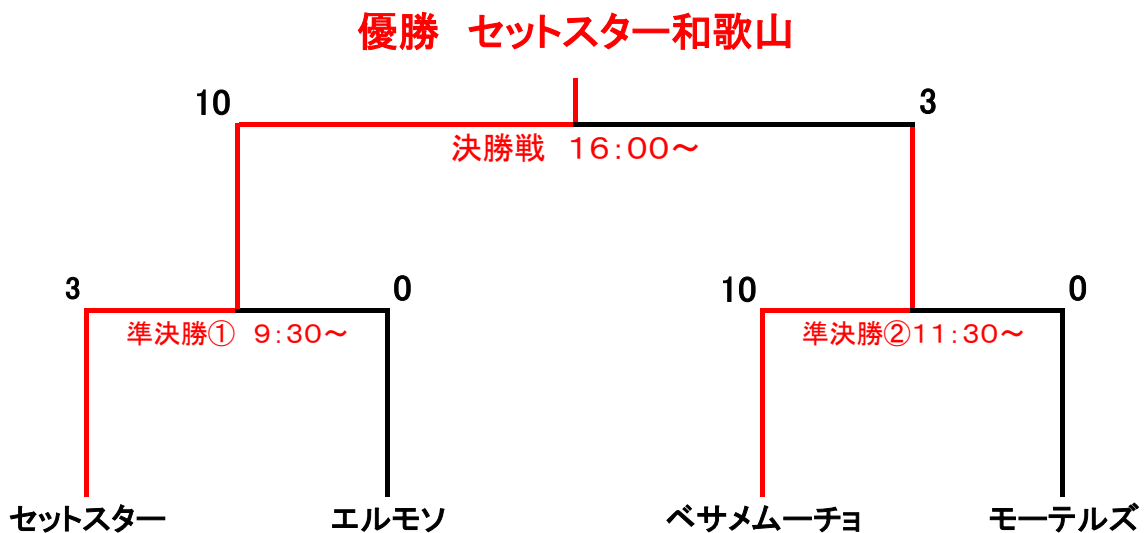 優勝　セットスター和歌山
10
3
決勝戦　１６：００～
3
0
10
0
準決勝①　９：３０～
準決勝②１１：３０～
セットスター
エルモソ
ベサメムーチョ
モーテルズ